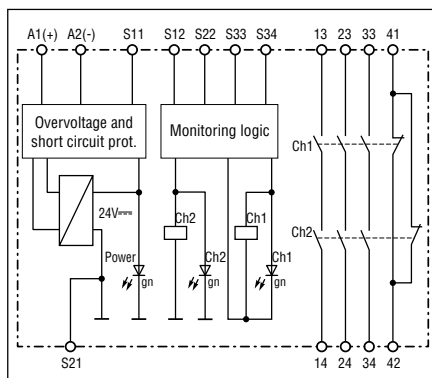 A1(+) A2(-) S11 S12 S22 S33 S34 13 23 33 41
Overvoltage and
short circuit prot.
Monitoring logic
Ch1
24V⎓
Ch2 Ch1
Ch2
Power Ch2 Ch1
gn gn gn
S21 14 24 34 42